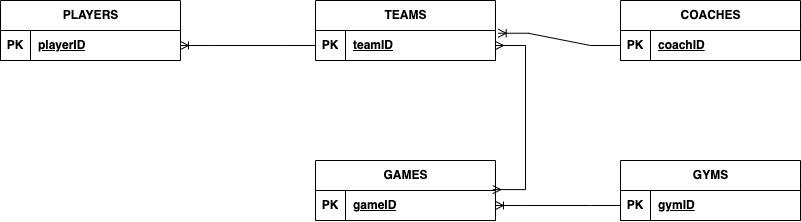 PLAYERS
PK playerID
TEAMS
PK teamID
COACHES
PK coachID
GAMES
PK gameID
GYMS
PK gymID